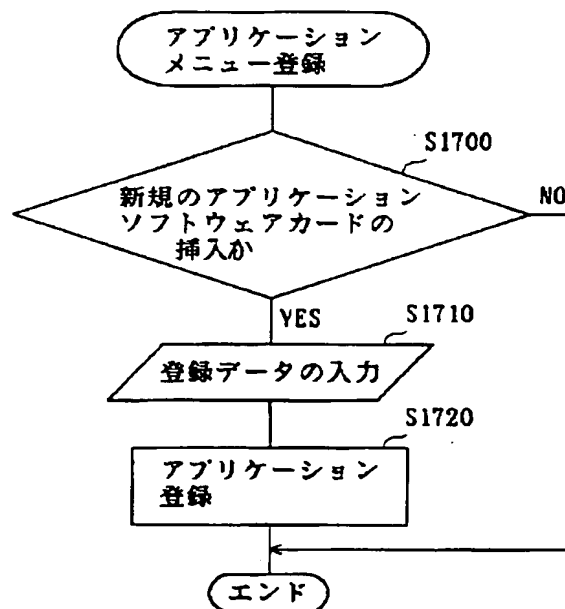 アプリケーション
メニュー登録
S1700
新規のアプリケーション
ソフトウェアカードの
挿入か
NO
YES
S1710
登録データの入力
S1720
アプリケーション
登録
エンド